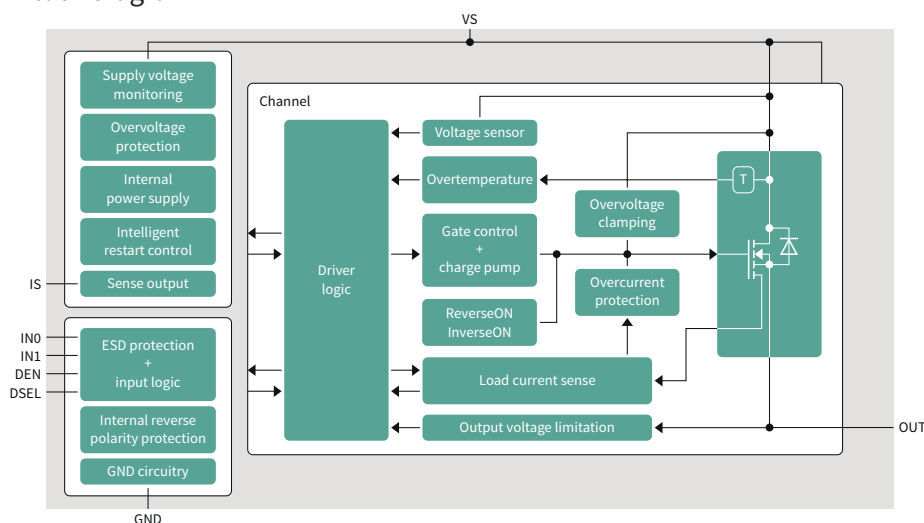 VS
Supply voltage
monitoring
Overvoltage
protection
Internal
power supply
Intelligent
restart control
Sense output
IS
IN0
IN1
DEN
DSEL
ESD protection
+
input logic
Internal reverse
polarity protection
GND circuitry
GND
Channel
Driver
logic
Voltage sensor
Overtemperature
Gate control
+
charge pump
ReverseON
InverseON
Load current sense
Output voltage limitation
Overvoltage
clamping
Overcurrent
protection
T
OUT